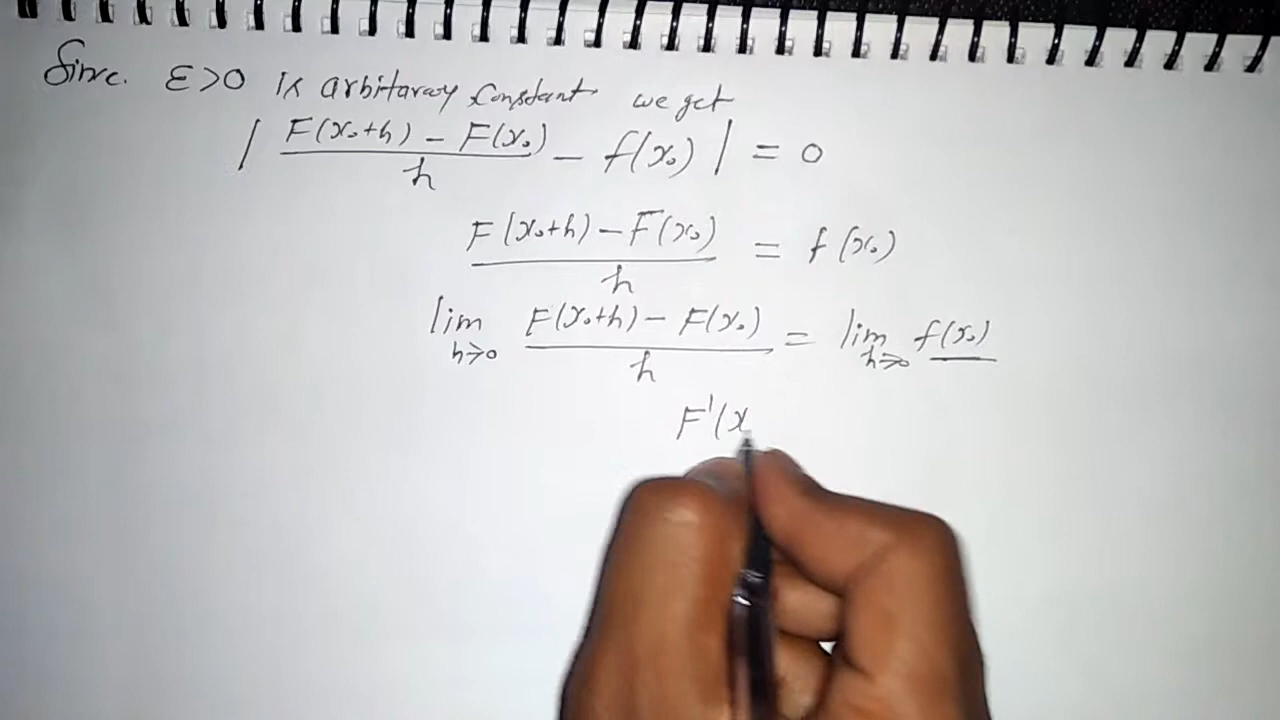 Since. ε>0 is arbitarary constant we get
| F(x₀+h) - F(x₀) / h - f(x₀) | = 0
F(x₀+h) - F(x₀) / h = f(x₀)
lim h→0 F(x₀+h) - F(x₀) / h = lim h→0 f(x₀)
F'(x